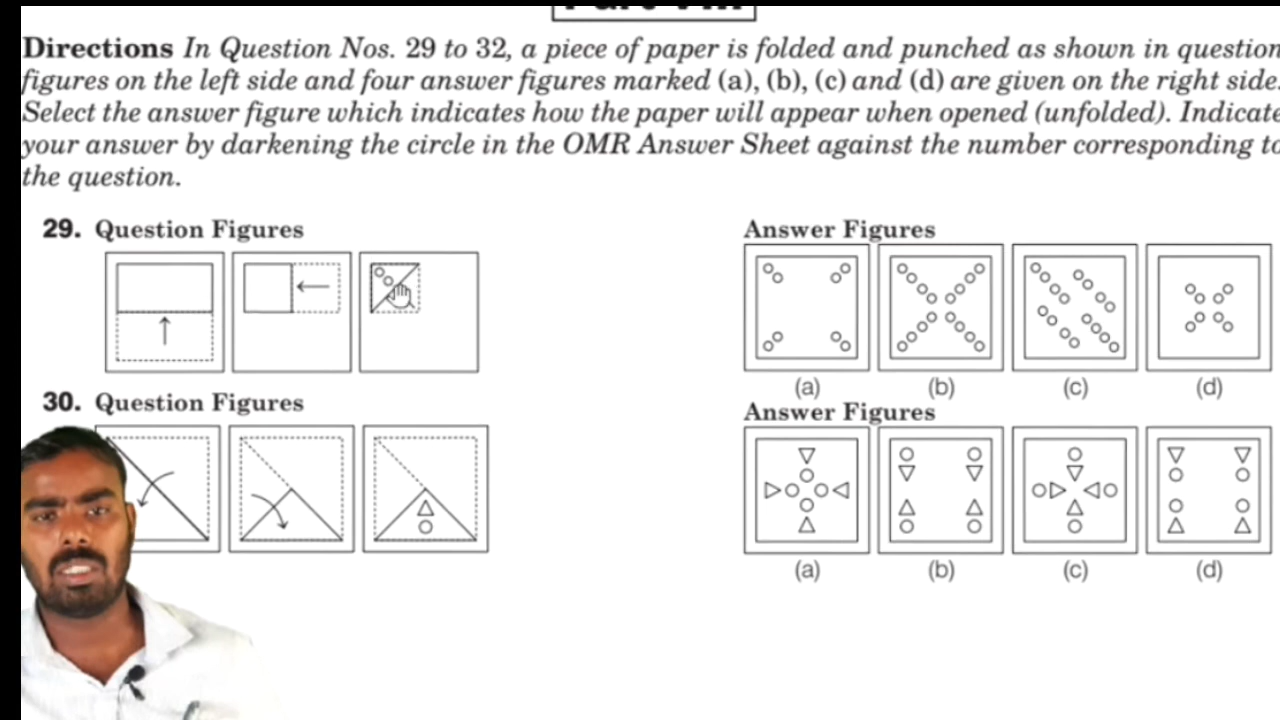 Directions In Question Nos. 29 to 32, a piece of paper is folded and punched as shown in question
figures on the left side and four answer figures marked (a), (b), (c) and (d) are given on the right side.
Select the answer figure which indicates how the paper will appear when opened (unfolded). Indicate
your answer by darkening the circle in the OMR Answer Sheet against the number corresponding to
the question.
29. Question Figures
Answer Figures
(a) (b) (c) (d)
30. Question Figures
Answer Figures
(a) (b) (c) (d)